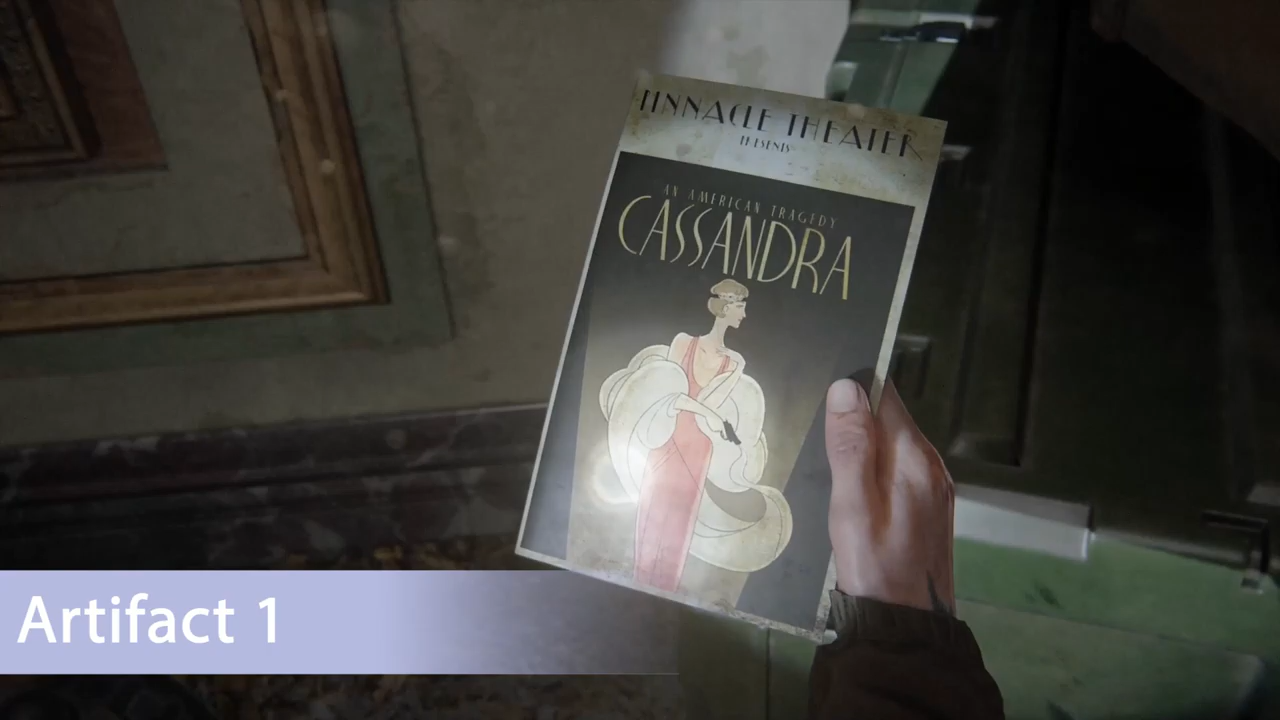 PINNACLE THEATER
PRESENTS
AN AMERICAN TRAGEDY
CASSANDRA
Artifact 1